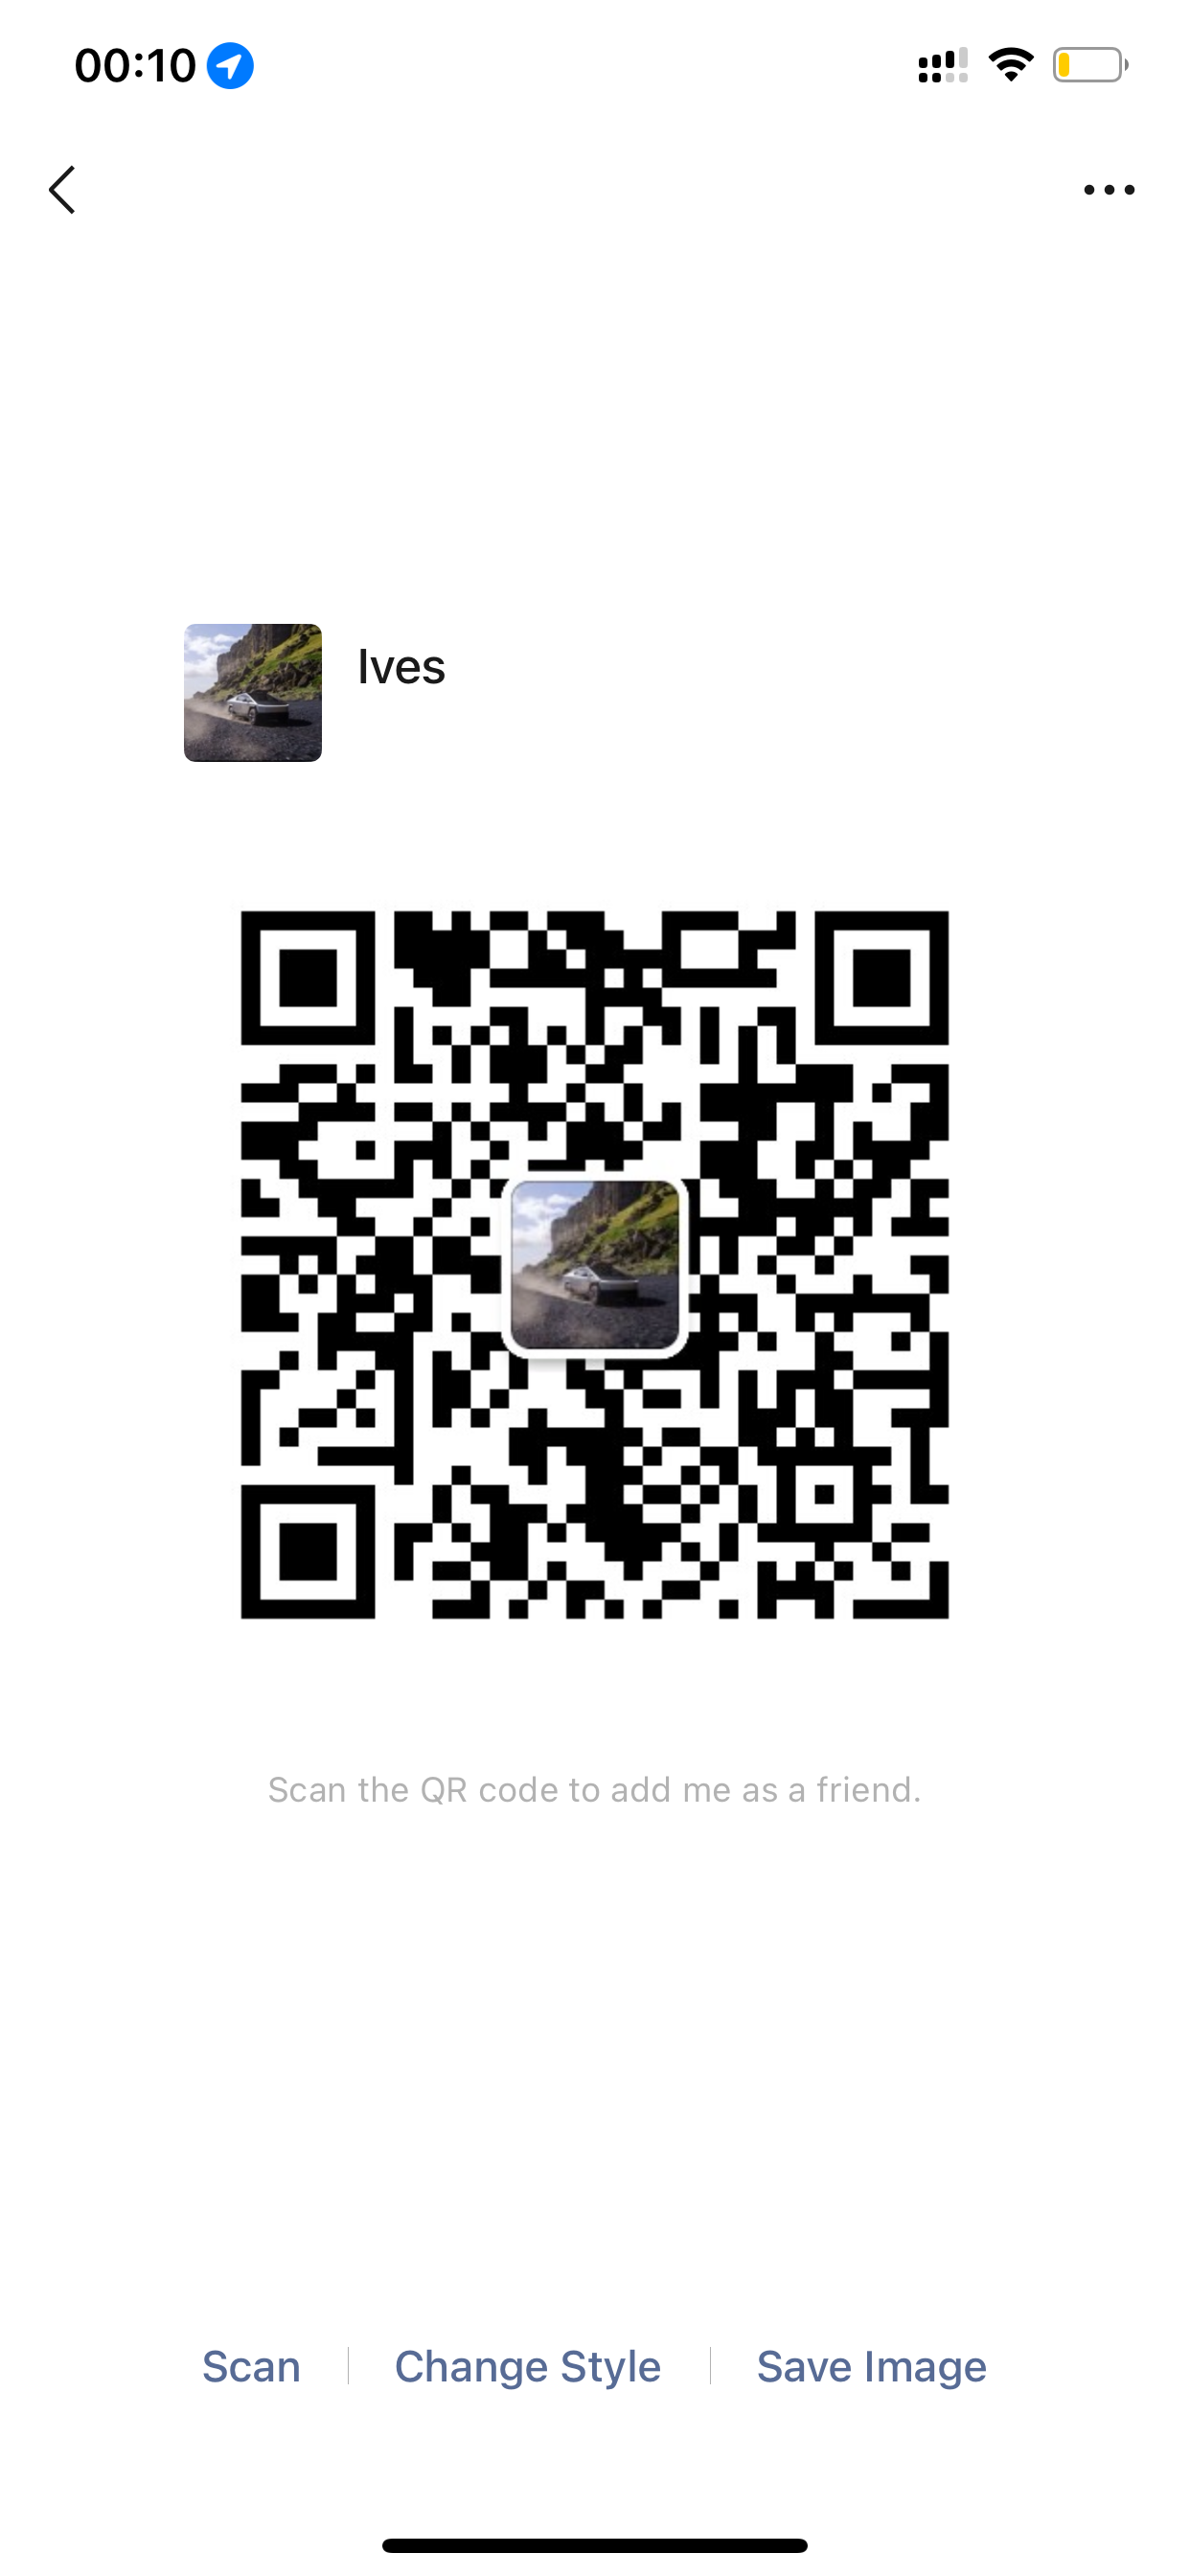 00:10
Ives
Scan the QR code to add me as a friend.
Scan
Change Style
Save Image